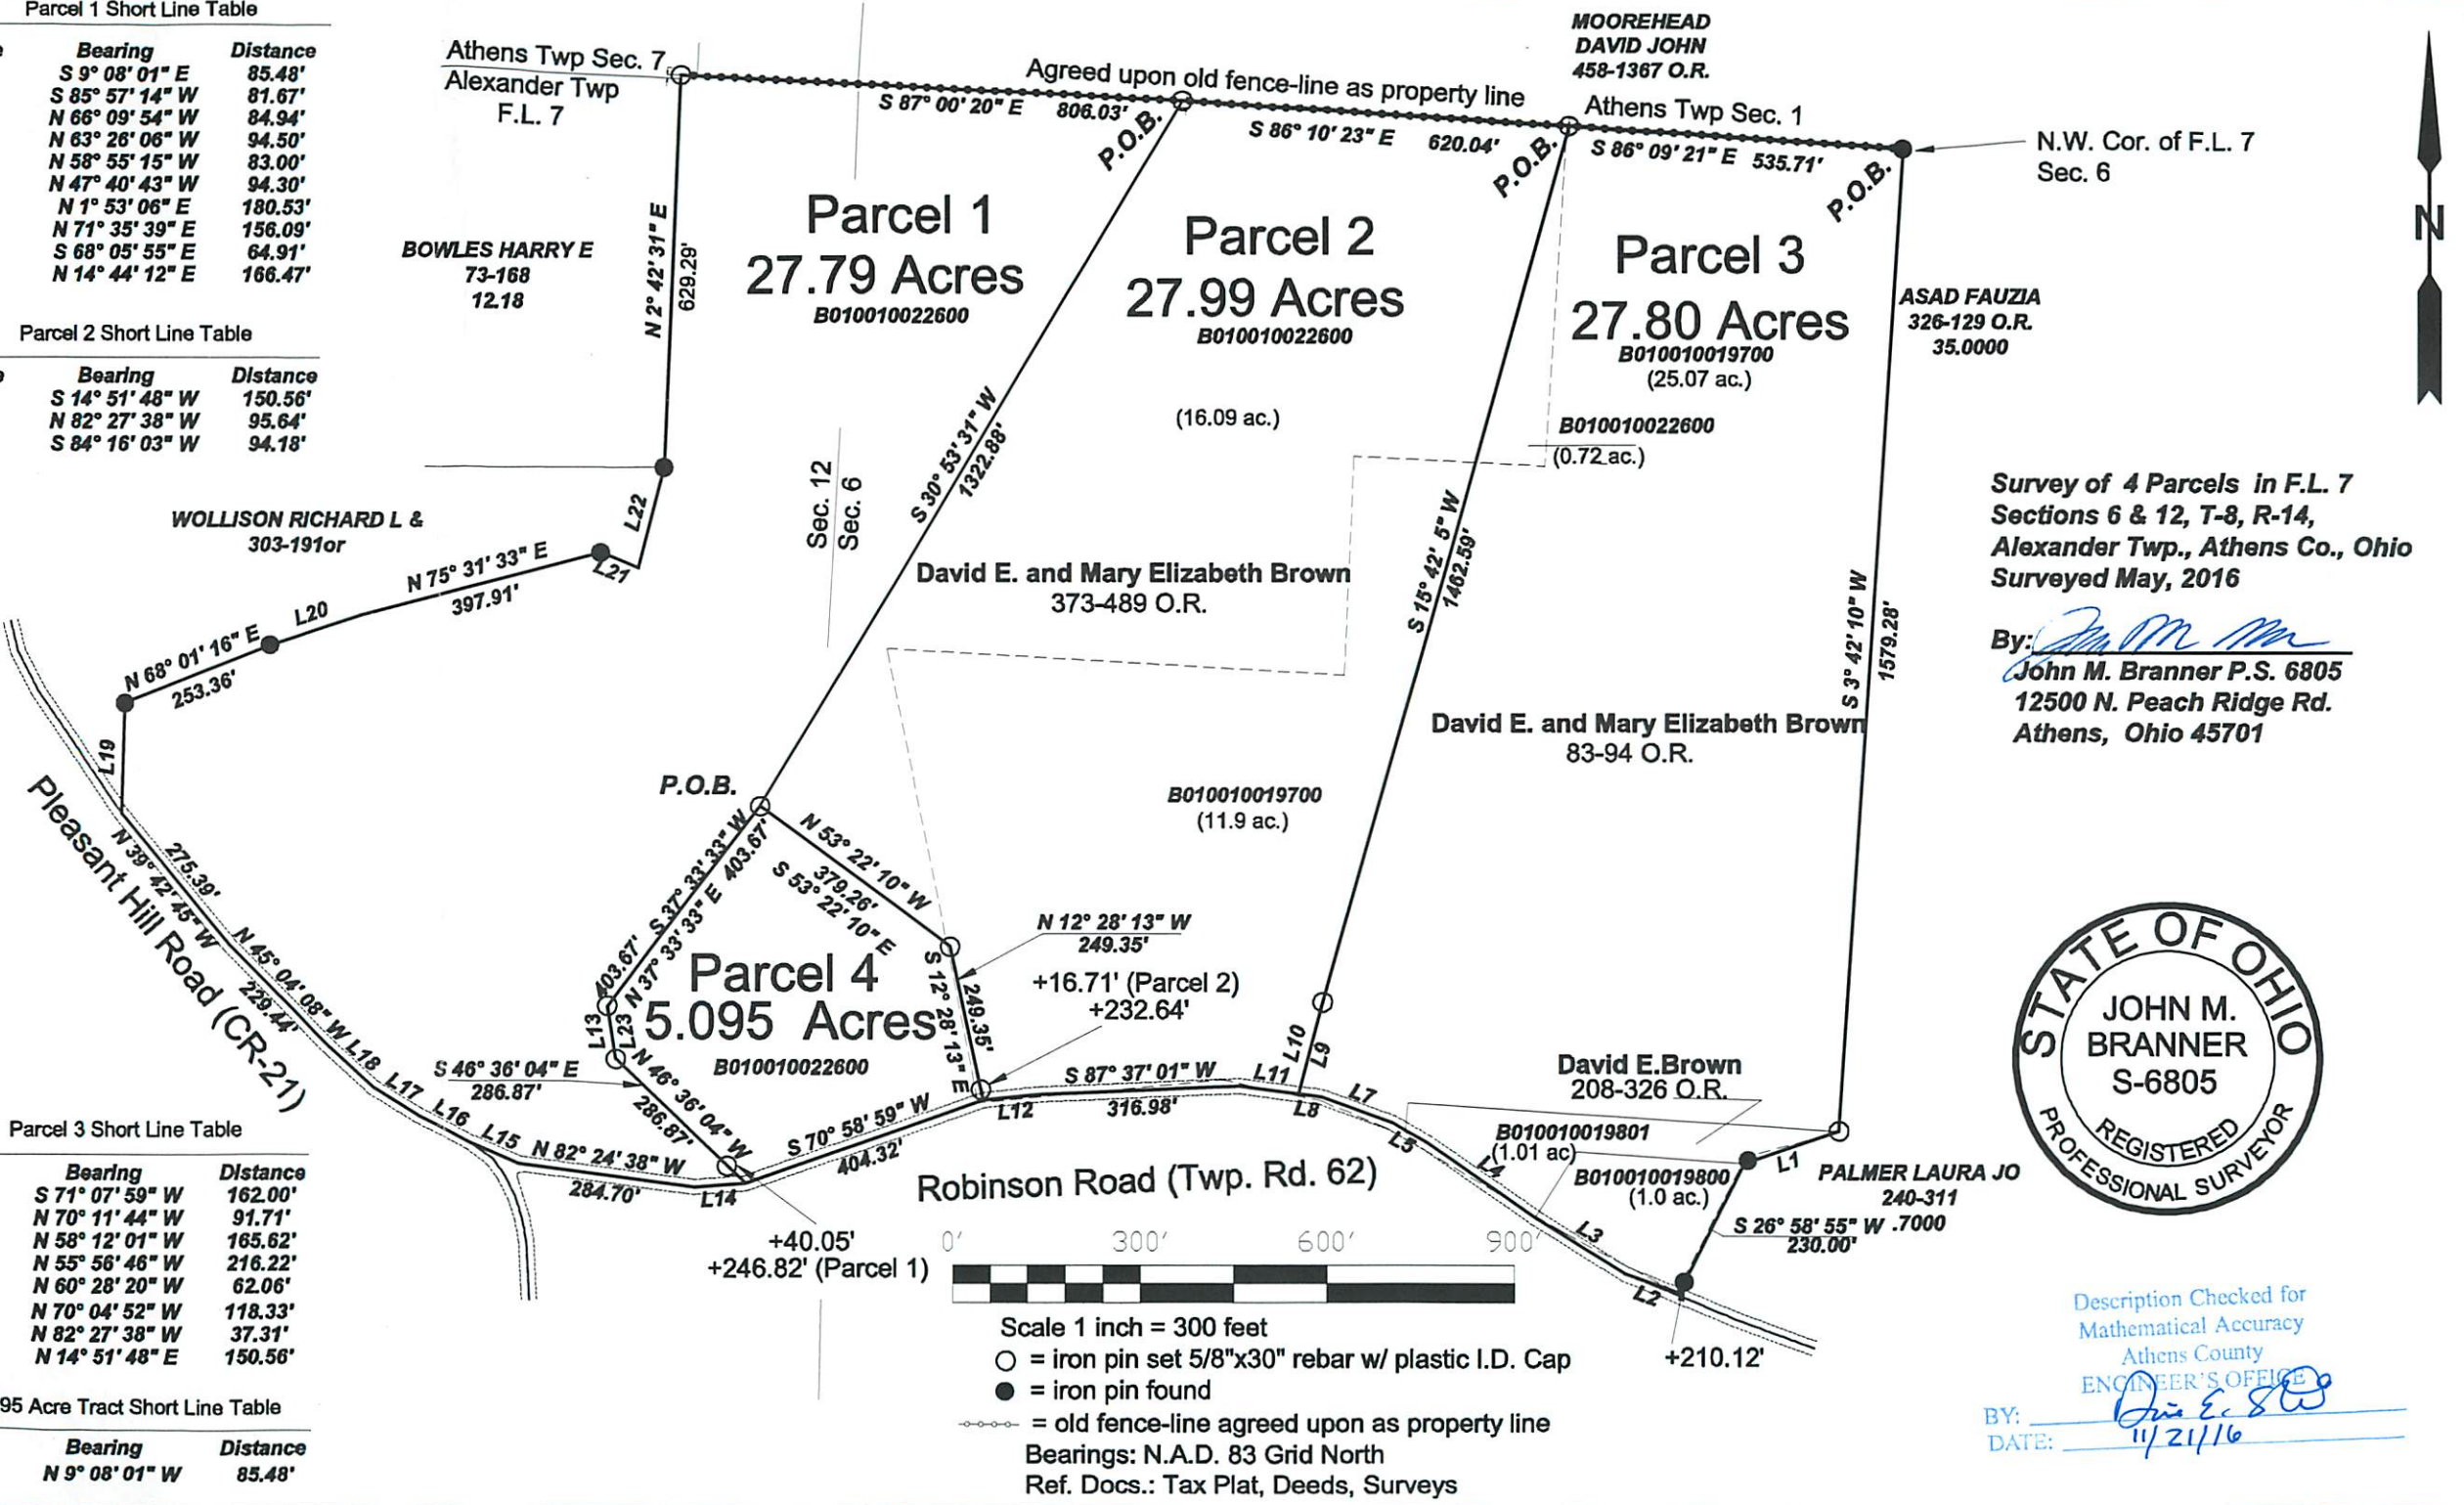 Parcel 1 Short Line Table
Bearing Distance
S 9° 08' 01" E 85.48'
S 85° 57' 14" W 81.67'
N 66° 09' 54" W 84.94'
N 63° 26' 06" W 94.50'
N 58° 55' 15" W 83.00'
N 47° 40' 43" W 94.30'
N 1° 53' 06" E 180.53'
N 71° 35' 39" E 156.09'
S 68° 05' 55" E 64.91'
N 14° 44' 12" E 166.47'
Parcel 2 Short Line Table
Bearing Distance
S 14° 51' 48" W 150.56'
N 82° 27' 38" W 95.64'
S 84° 16' 03" W 94.18'
Athens Twp Sec. 7
Alexander Twp
F.L. 7
Agreed upon old fence-line as property line
S 87° 00' 20" E 806.03'
S 86° 10' 23" E 620.04'
MOOREHEAD
DAVID JOHN
458-1367 O.R.
Athens Twp Sec. 1
S 86° 09' 21" E 535.71'
P.O.B.
P.O.B.
P.O.B.
N.W. Cor. of F.L. 7
Sec. 6
N
BOWLES HARRY E
73-168
12.18
N 2° 42' 31" E
629.29'
Parcel 1
27.79 Acres
B010010022600
Parcel 2
27.99 Acres
B010010022600
(16.09 ac.)
Parcel 3
27.80 Acres
B010010019700
(25.07 ac.)
B010010022600
(0.72 ac.)
ASAD FAUZIA
326-129 O.R.
35.0000
S 30° 53' 31" W
1322.88'
Sec. 12
Sec. 6
WOLLISON RICHARD L &
303-191or
L22
L21
N 75° 31' 33" E
397.91'
L20
N 68° 01' 16" E
253.36'
L19
David E. and Mary Elizabeth Brown
373-489 O.R.
S 15° 42' 5" W
1462.59'
S 3° 42' 10" W
1579.28'
David E. and Mary Elizabeth Brown
83-94 O.R.
B010010019700
(11.9 ac.)
Survey of 4 Parcels in F.L. 7
Sections 6 & 12, T-8, R-14,
Alexander Twp., Athens Co., Ohio
Surveyed May, 2016
By:
John M. Branner P.S. 6805
12500 N. Peach Ridge Rd.
Athens, Ohio 45701
P.O.B.
Pleasant Hill Road (CR-21)
275.39'
N 39° 42' 45" W
N 45° 04' 08" W
229.44'
L18
L17
L16
L15
N 82° 24' 38" W
284.70'
L14
S 37° 33' 33" W
403.67'
N 37° 33' 33" E 403.67'
N 53° 22' 10" W
379.26'
S 53° 22' 10" E
Parcel 4
5.095 Acres
B010010022600
L13
L23
S 46° 36' 04" E
286.87'
N 46° 36' 04" W
286.87'
S 12° 28' 13" E
249.35'
N 12° 28' 13" W
249.35'
+16.71' (Parcel 2)
+232.64'
S 70° 58' 59" W
404.32'
L12
S 87° 37' 01" W
316.98'
L11
L10
L9
L8
L7
L5
L4
L3
L2
L1
David E.Brown
208-326 O.R.
B010010019801
(1.01 ac)
B010010019800
(1.0 ac.)
PALMER LAURA JO
240-311
.7000
S 26° 58' 55" W
230.00'
+210.12'
Robinson Road (Twp. Rd. 62)
+40.05'
+246.82' (Parcel 1)
0' 300' 600' 900'
Scale 1 inch = 300 feet
= iron pin set 5/8"x30" rebar w/ plastic I.D. Cap
= iron pin found
= old fence-line agreed upon as property line
Bearings: N.A.D. 83 Grid North
Ref. Docs.: Tax Plat, Deeds, Surveys
STATE OF OHIO
JOHN M.
BRANNER
S-6805
REGISTERED
PROFESSIONAL SURVEYOR
Description Checked for
Mathematical Accuracy
Athens County
ENGINEER'S OFFICE
BY:
DATE: 11/21/16
Parcel 3 Short Line Table
Bearing Distance
S 71° 07' 59" W 162.00'
N 70° 11' 44" W 91.71'
N 58° 12' 01" W 165.62'
N 55° 56' 46" W 216.22'
N 60° 28' 20" W 62.06'
N 70° 04' 52" W 118.33'
N 82° 27' 38" W 37.31'
N 14° 51' 48" E 150.56'
95 Acre Tract Short Line Table
Bearing Distance
N 9° 08' 01" W 85.48'